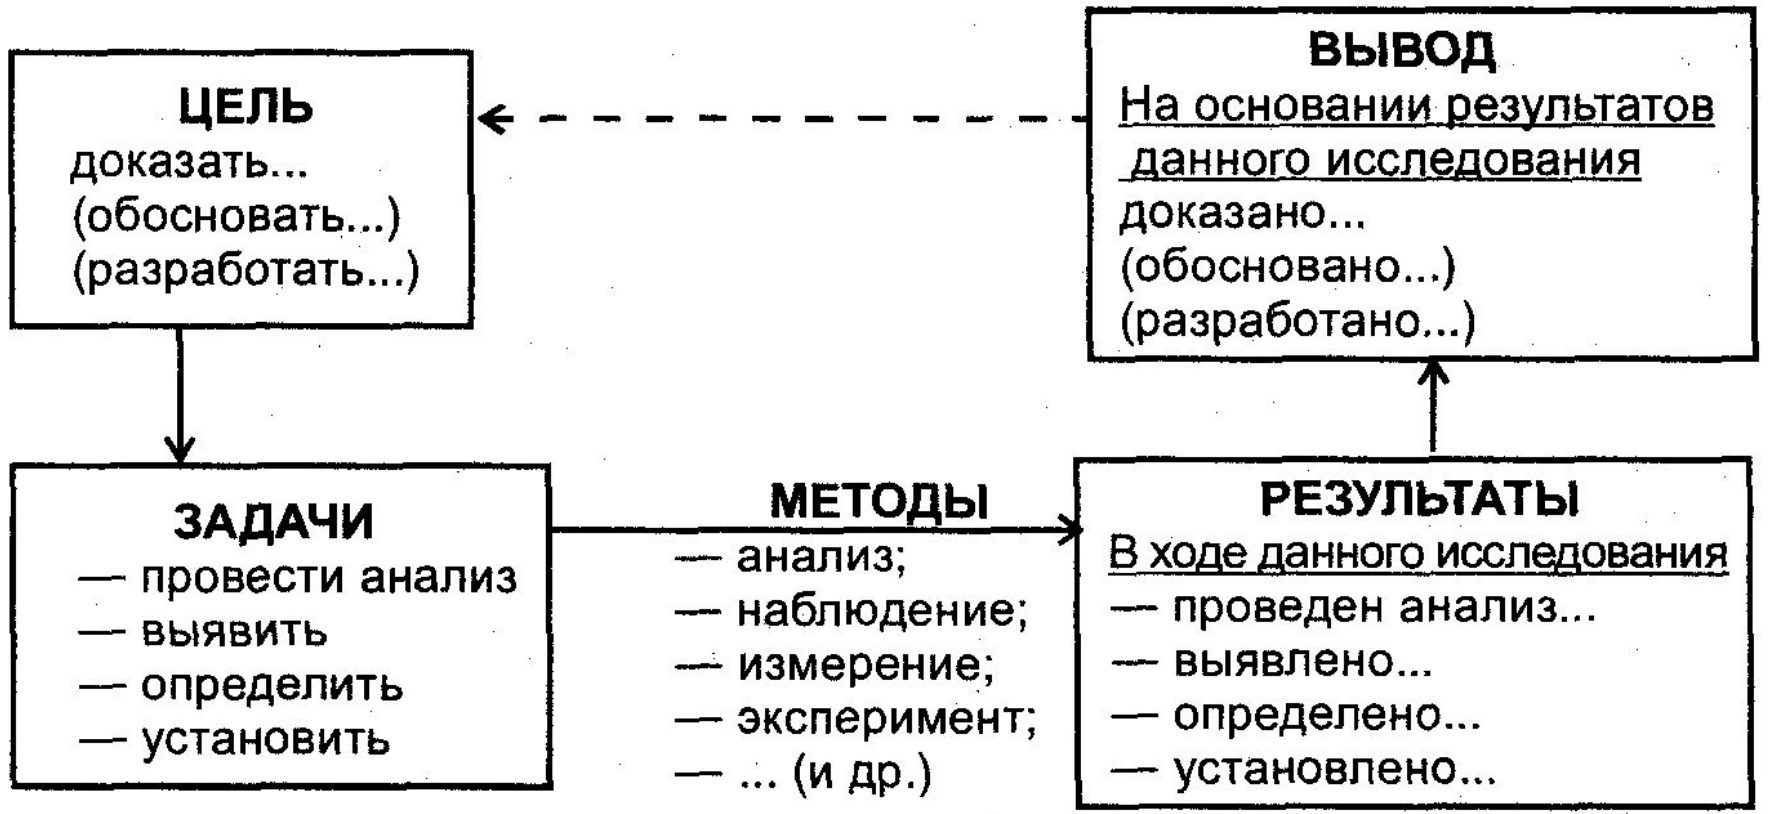 ЦЕЛЬ
доказать...
(обосновать...)
(разработать...)
ВЫВОД
На основании результатов
данного исследования
доказано...
(обосновано...)
(разработано...)
ЗАДАЧИ
— провести анализ
— выявить
— определить
— установить
МЕТОДЫ
— анализ;
— наблюдение;
— измерение;
— эксперимент;
— ... (и др.)
РЕЗУЛЬТАТЫ
В ходе данного исследования
— проведен анализ...
— выявлено...
— определено...
— установлено...